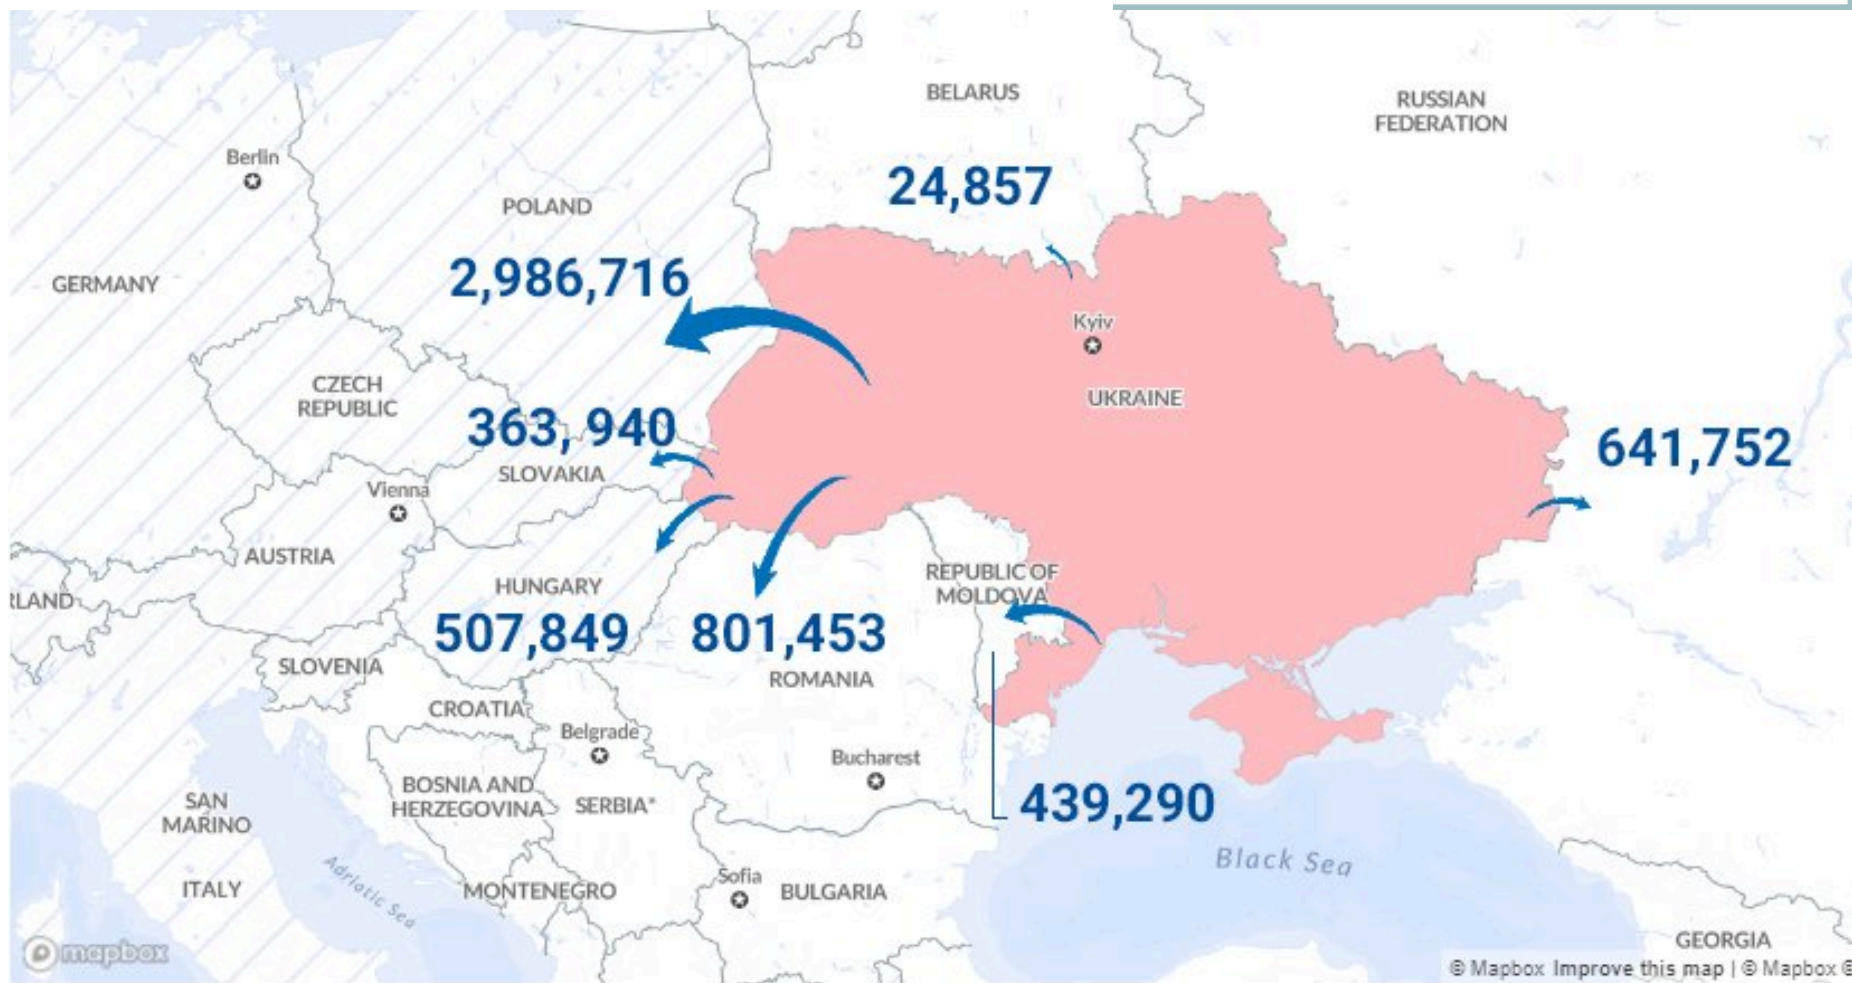 BELARUS
RUSSIAN
FEDERATION
Berlin
24,857
POLAND
2,986,716
GERMANY
Kyiv
UKRAINE
CZECH
REPUBLIC
363, 940
641,752
SLOVAKIA
Vienna
AUSTRIA
REPUBLIC OF
MOLDOVA
HUNGARY
RLAND
507,849
801,453
SLOVENIA
ROMANIA
CROATIA
Belgrade
Bucharest
BOSNIA AND
HERZEGOVINA
SERBIA*
SAN
MARINO
439,290
Black Sea
Adriatic Sea
ITALY
MONTENEGRO
Sofia
BULGARIA
GEORGIA
mapbox
© Mapbox Improve this map | © Mapbox ©